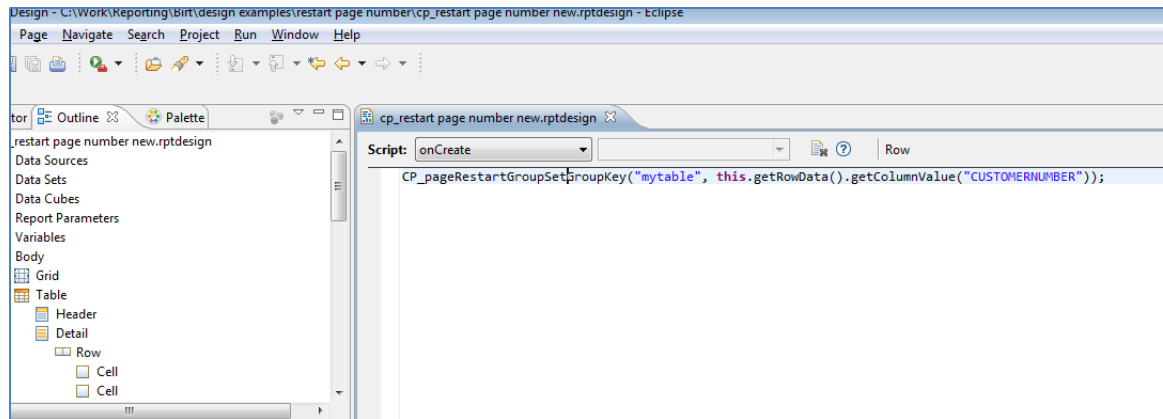 Design - C:\Work\Reporting\Birt\design examples\restart page number\cp_restart page number new.rptdesign - Eclipse
Page Navigate Search Project Run Window Help
tor Outline Palette
cp_restart page number new.rptdesign
_restart page number new.rptdesign
Script: onCreate Row
Data Sources
CP_pageRestartGroupSetGroupKey("mytable", this.getRowData().getColumnValue("CUSTOMERNUMBER"));
Data Sets
Data Cubes
Report Parameters
Variables
Body
Grid
Table
Header
Detail
Row
Cell
Cell